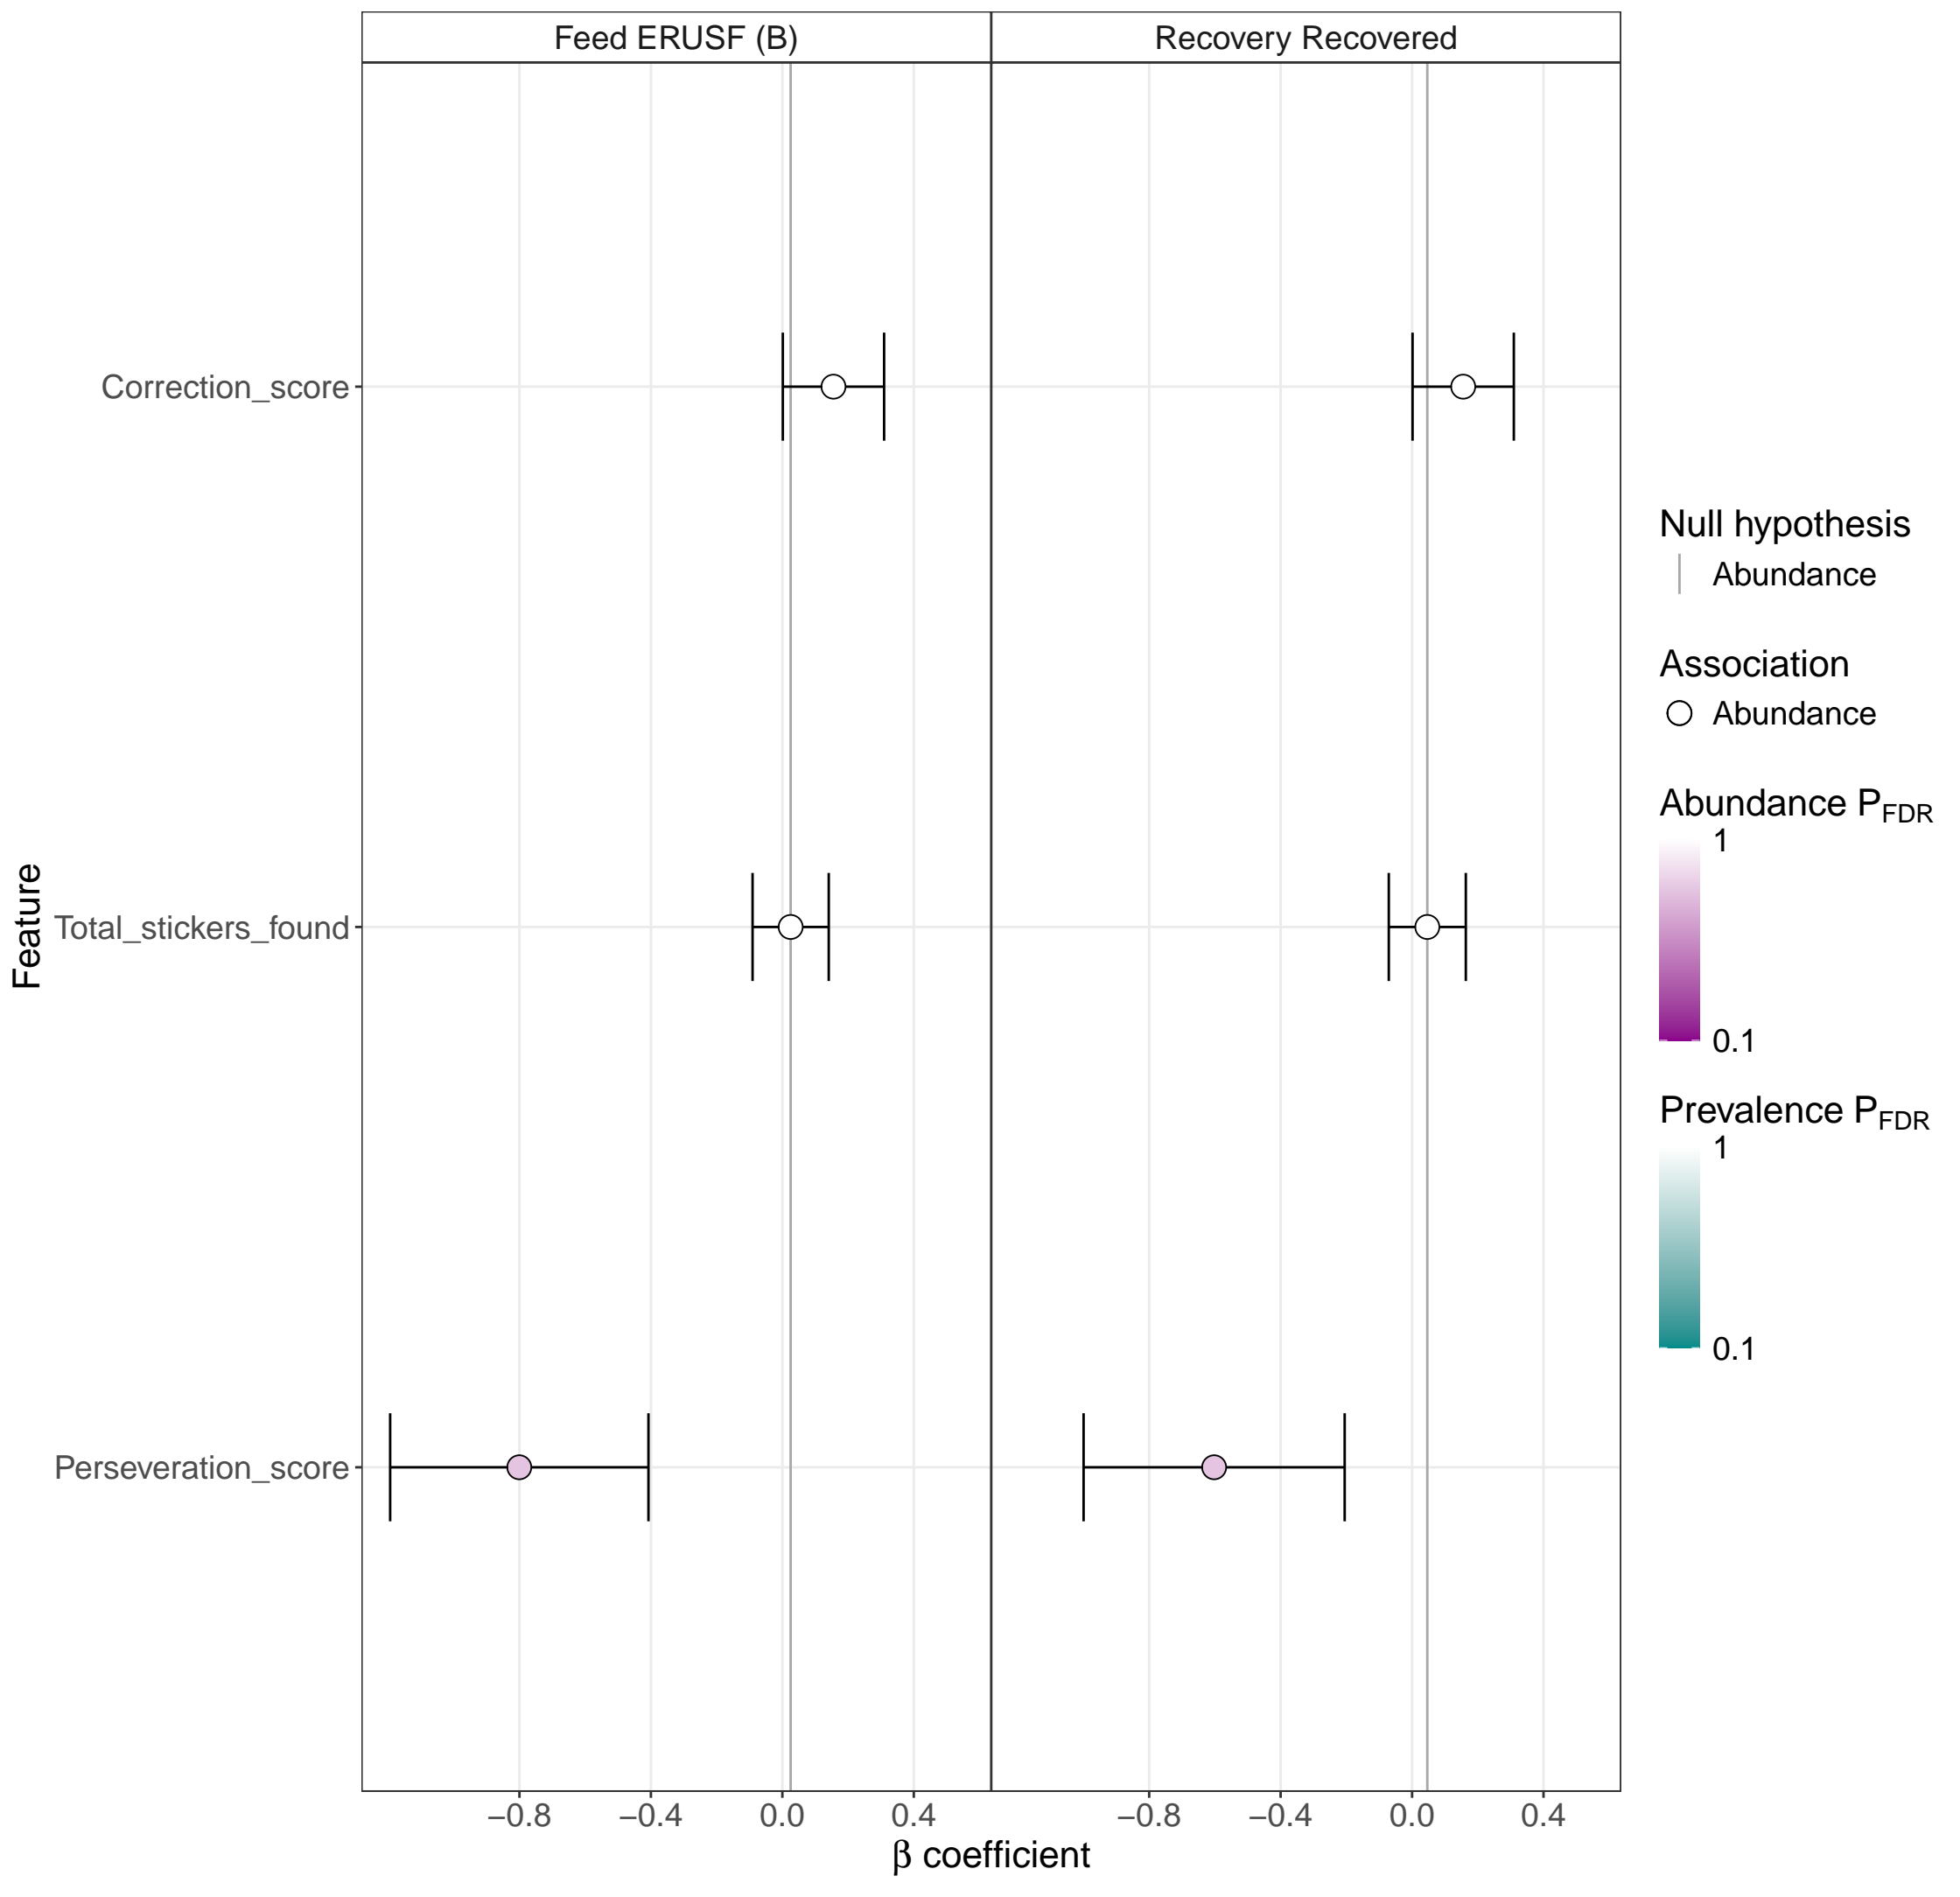 Feed ERUSF (B)
Recovery Recovered
Feature
Correction_score
Total_stickers_found
Perseveration_score
−0.8
−0.4
0.0
0.4
−0.8
−0.4
0.0
0.4
β coefficient
Null hypothesis
Abundance
Association
Abundance
Abundance PFDR
1
0.1
Prevalence PFDR
1
0.1